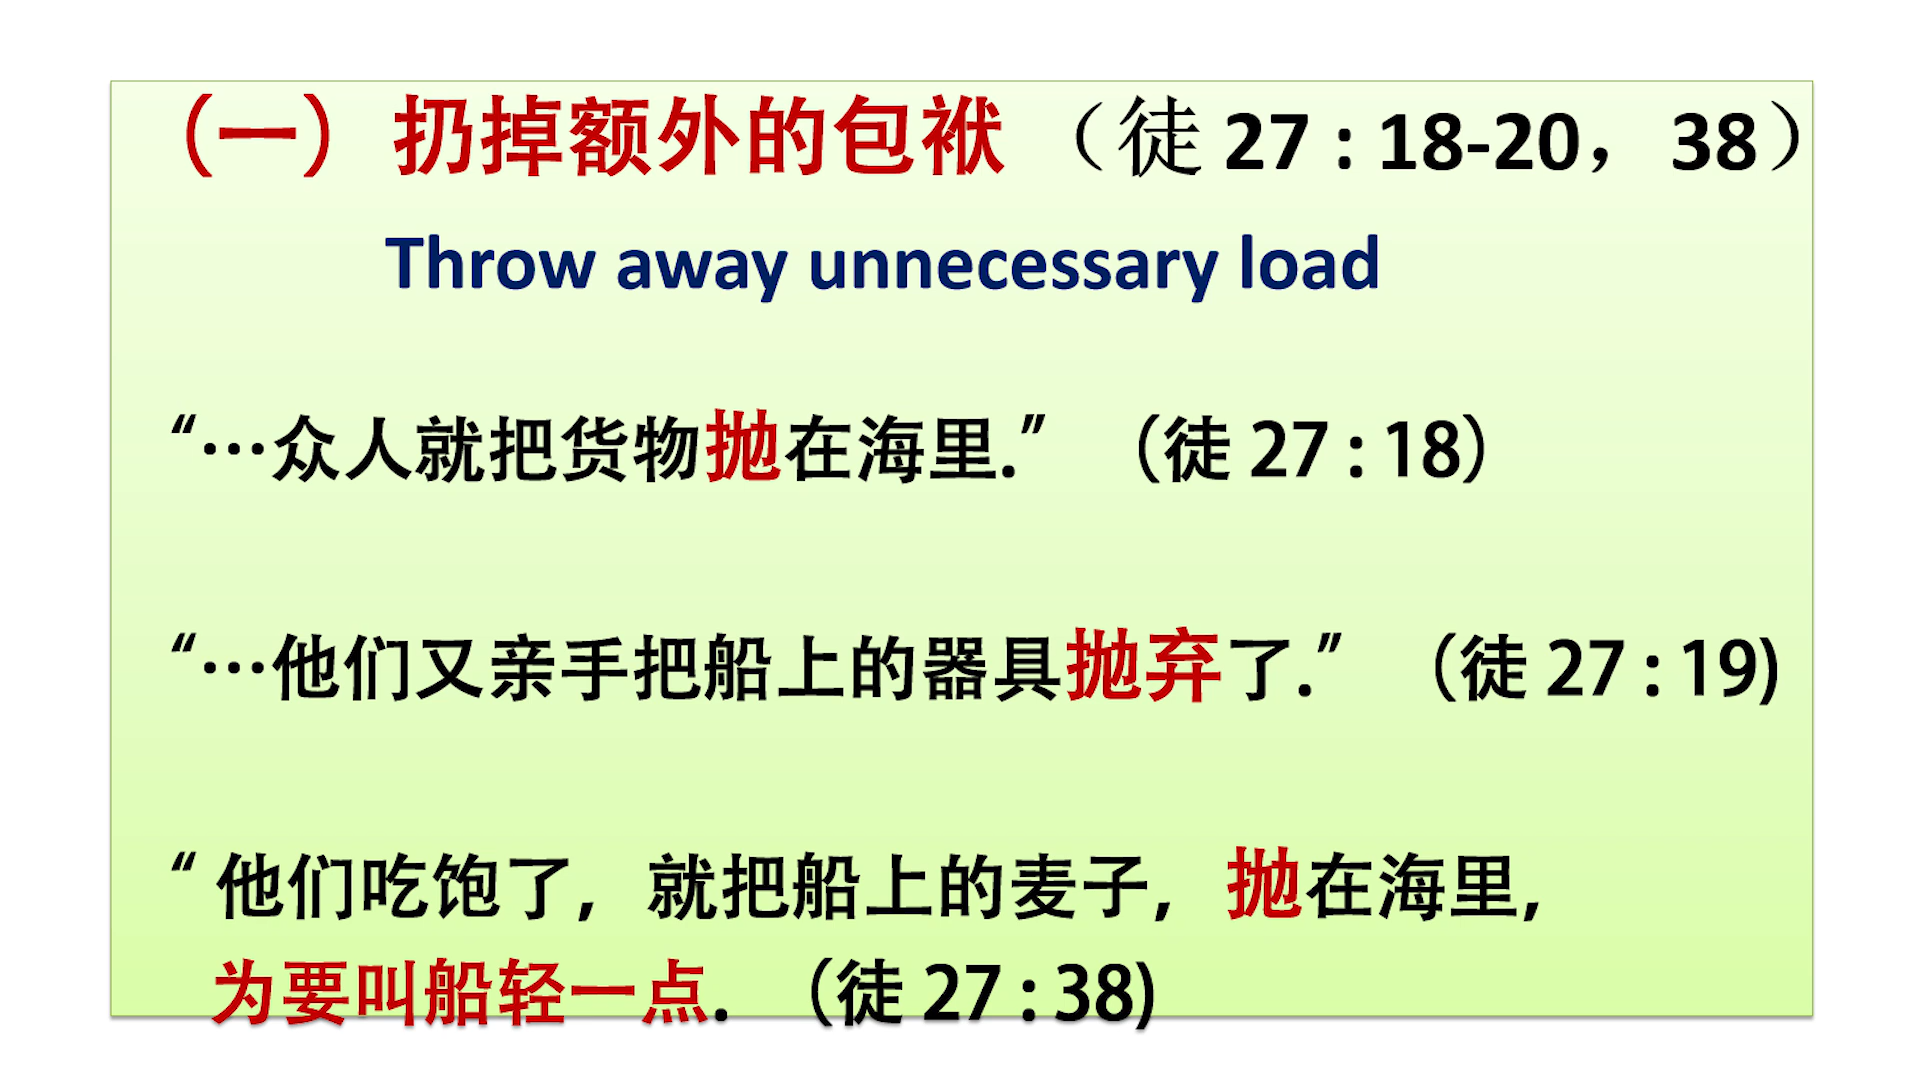 （一） 扔掉额外的包袱（徒 27 : 18-20， 38）
Throw away unnecessary load
“…众人就把货物抛在海里.” （徒 27 : 18）
“…他们又亲手把船上的器具抛弃了.” （徒 27 : 19)
“ 他们吃饱了, 就把船上的麦子, 抛在海里,
为要叫船轻一点. （徒 27 : 38)